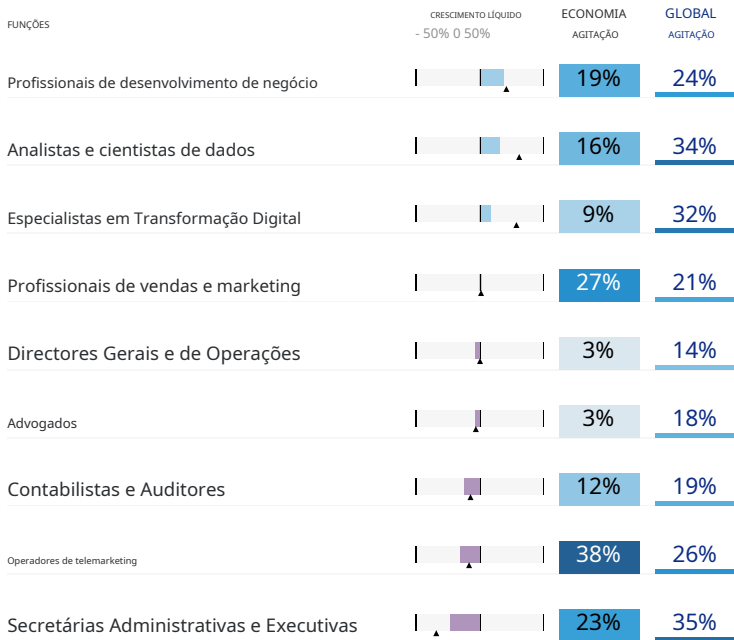 FUNÇÕES
CRESCIMENTO LÍQUIDO
- 50% 0 50%
ECONOMIA
AGITAÇÃO
GLOBAL
AGITAÇÃO
Profissionais de desenvolvimento de negócio 19% 24%
Analistas e cientistas de dados 16% 34%
Especialistas em Transformação Digital 9% 32%
Profissionais de vendas e marketing 27% 21%
Directores Gerais e de Operações 3% 14%
Advogados 3% 18%
Contabilistas e Auditores 12% 19%
Operadores de telemarketing 38% 26%
Secretárias Administrativas e Executivas 23% 35%